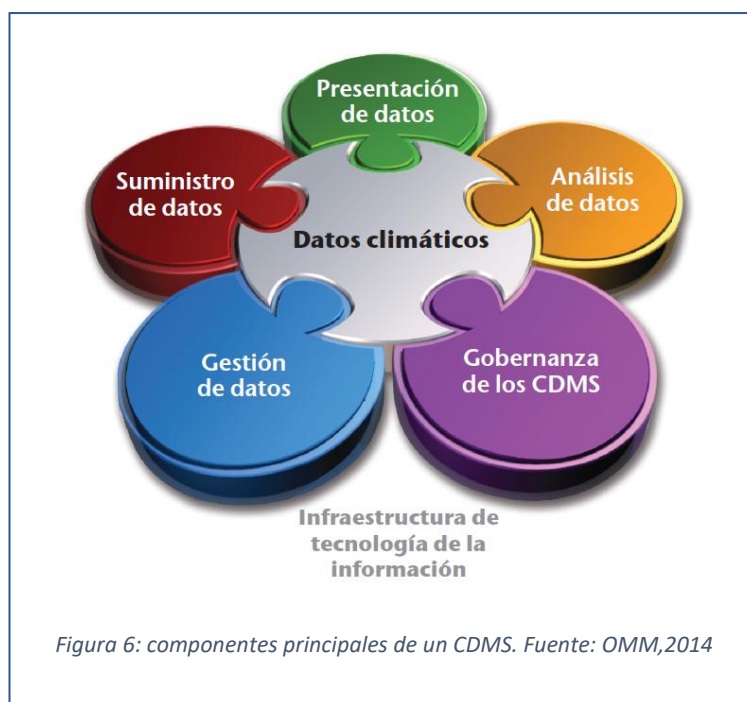 Presentación
de datos
Suministro
de datos
Análisis
de datos
Datos climáticos
Gestión
de datos
Gobernanza
de los CDMS
Infraestructura de
tecnología de la
información
Figura 6: componentes principales de un CDMS. Fuente: OMM,2014